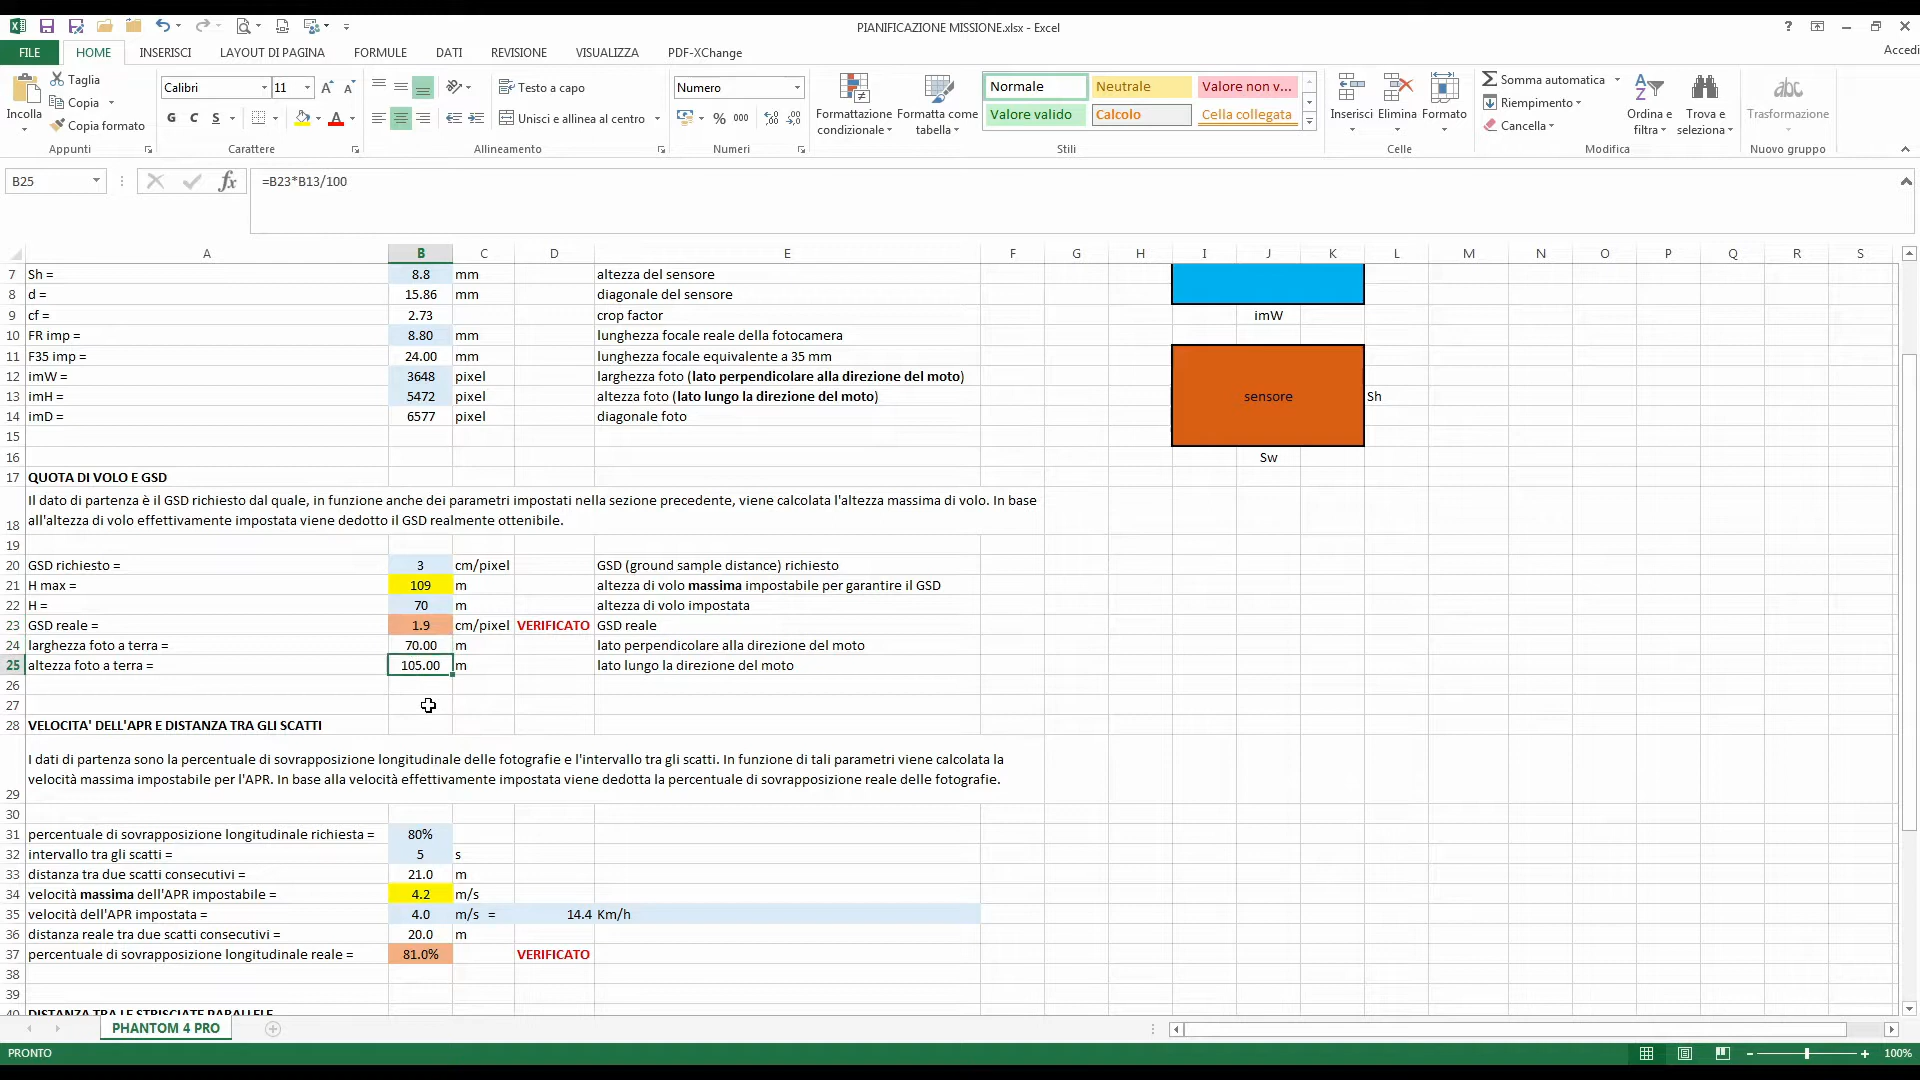 PIANIFICAZIONE MISSIONE.xlsx - Excel
Accedi
FILE HOME INSERISCI LAYOUT DI PAGINA FORMULE DATI REVISIONE VISUALIZZA PDF-XChange
Incolla
Taglia
Copia
Copia formato
Appunti
Calibri 11
G C S
Carattere
Testo a capo
Unisci e allinea al centro
Allineamento
Numero
% 000
Numeri
Formattazione condizionale
Formatta come tabella
Normale Neutrale Valore non v...
Valore valido Calcolo Cella collegata
Stili
Inserisci Elimina Formato
Celle
Somma automatica
Riempimento
Cancella
Ordina e filtra
Trova e seleziona
Modifica
Trasformazione
Nuovo gruppo
B25 fx =B23*B13/100
A B C D E F G H I J K L M N O P Q R S
7 Sh = 8.8 mm altezza del sensore
8 d = 15.86 mm diagonale del sensore
9 cf = 2.73 crop factor
imW
10 FR imp = 8.80 mm lunghezza focale reale della fotocamera
11 F35 imp = 24.00 mm lunghezza focale equivalente a 35 mm
12 imW = 3648 pixel larghezza foto (lato perpendicolare alla direzione del moto)
13 imH = 5472 pixel altezza foto (lato lungo la direzione del moto)
sensore Sh
14 imD = 6577 pixel diagonale foto
15
16
Sw
17 QUOTA DI VOLO E GSD
Il dato di partenza è il GSD richiesto dal quale, in funzione anche dei parametri impostati nella sezione precedente, viene calcolata l'altezza massima di volo. In base
18 all'altezza di volo effettivamente impostata viene dedotto il GSD realmente ottenibile.
19
20 GSD richiesto = 3 cm/pixel GSD (ground sample distance) richiesto
21 H max = 109 m altezza di volo massima impostabile per garantire il GSD
22 H = 70 m altezza di volo impostata
23 GSD reale = 1.9 cm/pixel VERIFICATO GSD reale
24 larghezza foto a terra = 70.00 m lato perpendicolare alla direzione del moto
25 altezza foto a terra = 105.00 m lato lungo la direzione del moto
26
27
28 VELOCITA' DELL'APR E DISTANZA TRA GLI SCATTI
I dati di partenza sono la percentuale di sovrapposizione longitudinale delle fotografie e l'intervallo tra gli scatti. In funzione di tali parametri viene calcolata la
velocità massima impostabile per l'APR. In base alla velocità effettivamente impostata viene dedotta la percentuale di sovrapposizione reale delle fotografie.
29
30
31 percentuale di sovrapposizione longitudinale richiesta = 80%
32 intervallo tra gli scatti = 5 s
33 distanza tra due scatti consecutivi = 21.0 m
34 velocità massima dell'APR impostabile = 4.2 m/s
35 velocità dell'APR impostata = 4.0 m/s = 14.4 Km/h
36 distanza reale tra due scatti consecutivi = 20.0 m
37 percentuale di sovrapposizione longitudinale reale = 81.0% VERIFICATO
38
39
40 DISTANZA TRA LE STRISCIATE PARALLELE
PHANTOM 4 PRO
PRONTO
100%